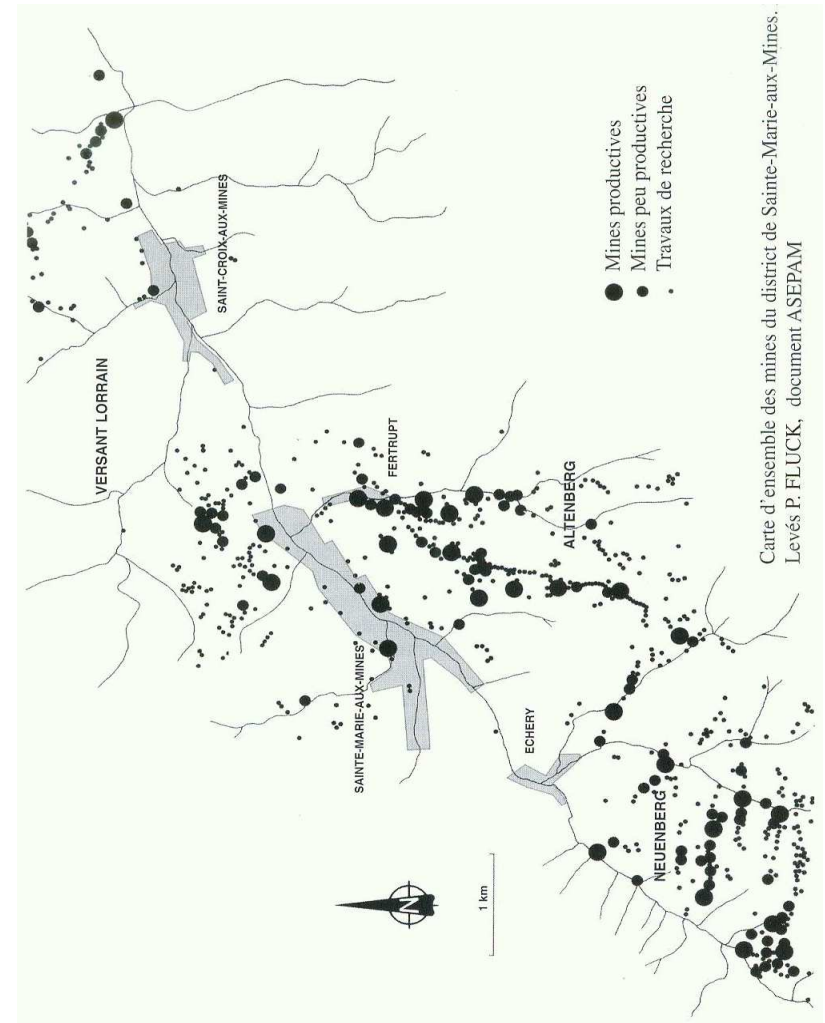 VERSANT LORRAIN
SAINT-CROIX-AUX-MINES
FERTRUPT
ALTENBERG
SAINTE-MARIE-AUX-MINES
ECHERY
NEUENBERG
N
1 km
Mines productives
Mines peu productives
Travaux de recherche
Carte d'ensemble des mines du district de Sainte-Marie-aux-Mines.
Levés P. FLUCK, document ASEPAM